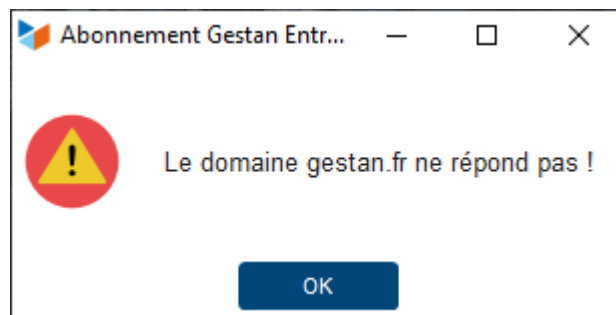 Abonnement Gestan Entr...
Le domaine gestan.fr ne répond pas !
OK